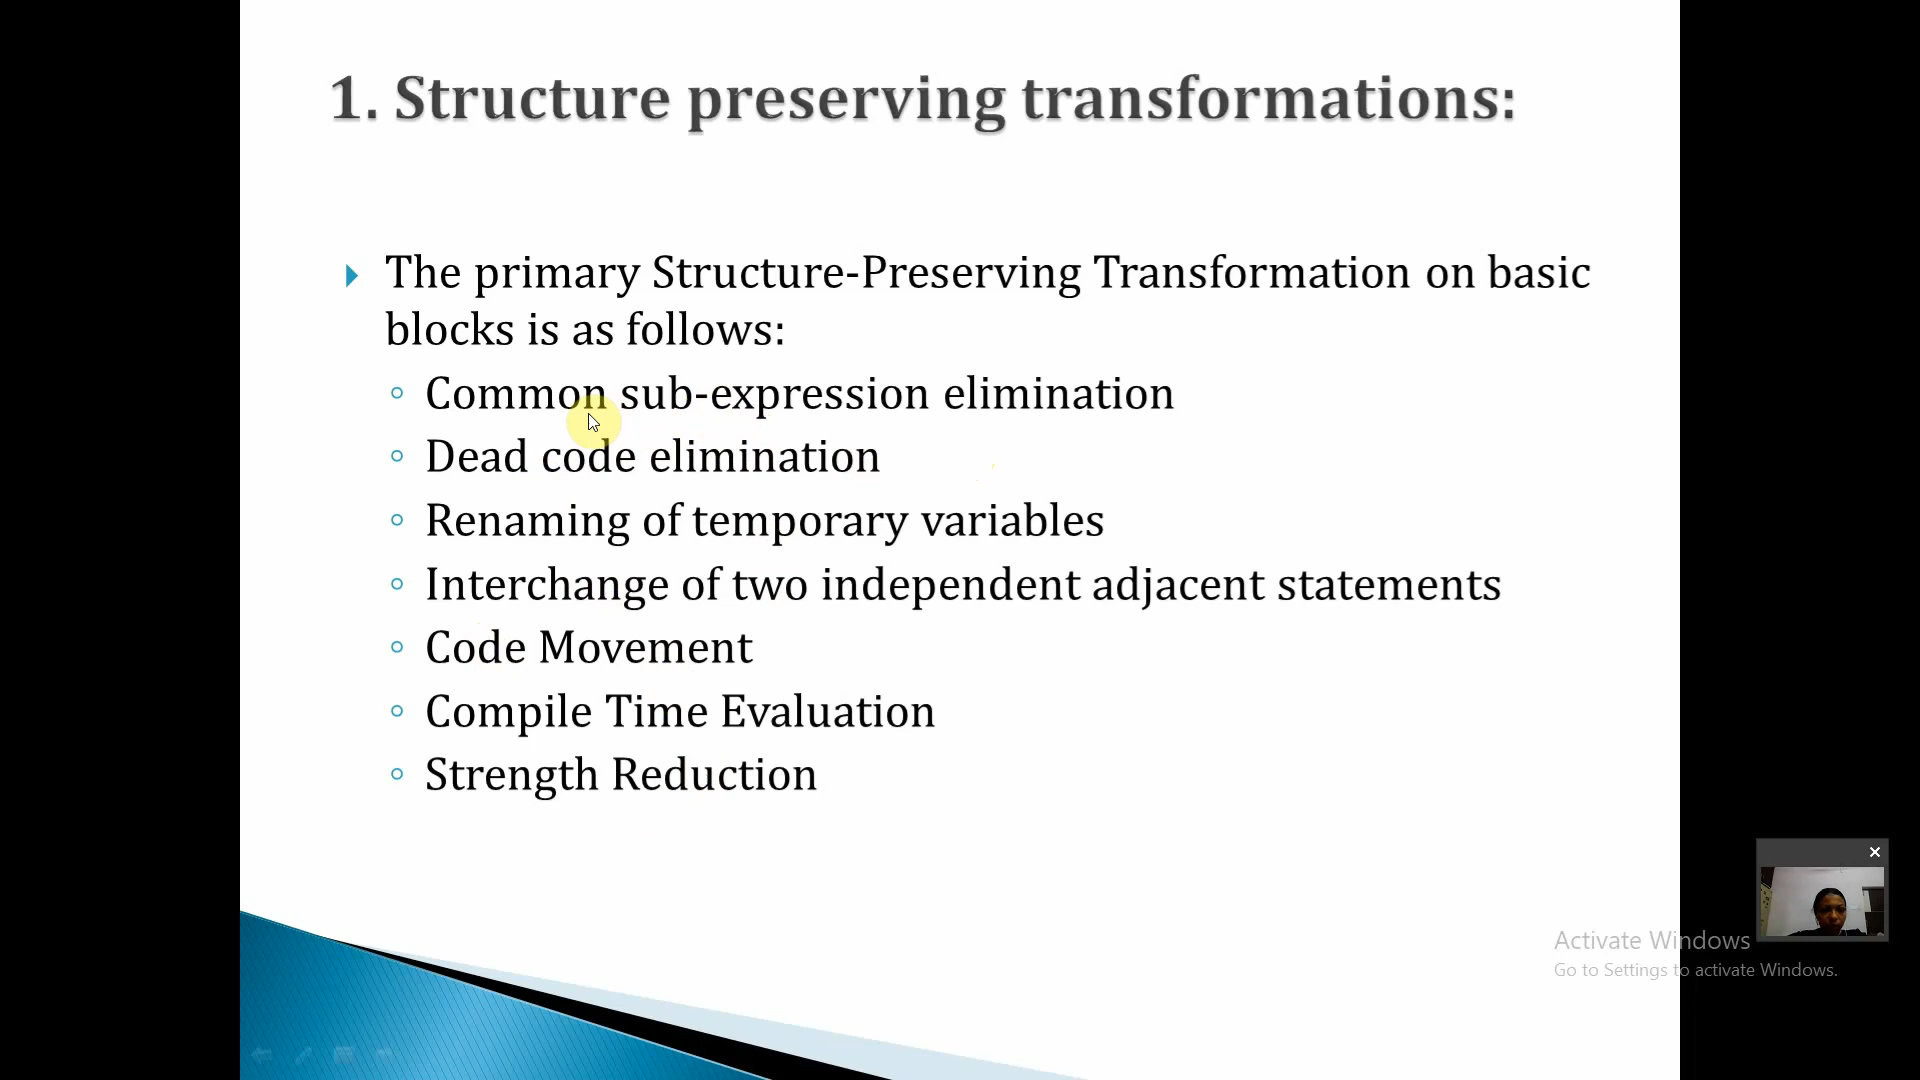 1. Structure preserving transformations:
The primary Structure-Preserving Transformation on basic
blocks is as follows:
Common sub-expression elimination
Dead code elimination
Renaming of temporary variables
Interchange of two independent adjacent statements
Code Movement
Compile Time Evaluation
Strength Reduction
Activate Windows
Go to Settings to activate Windows.